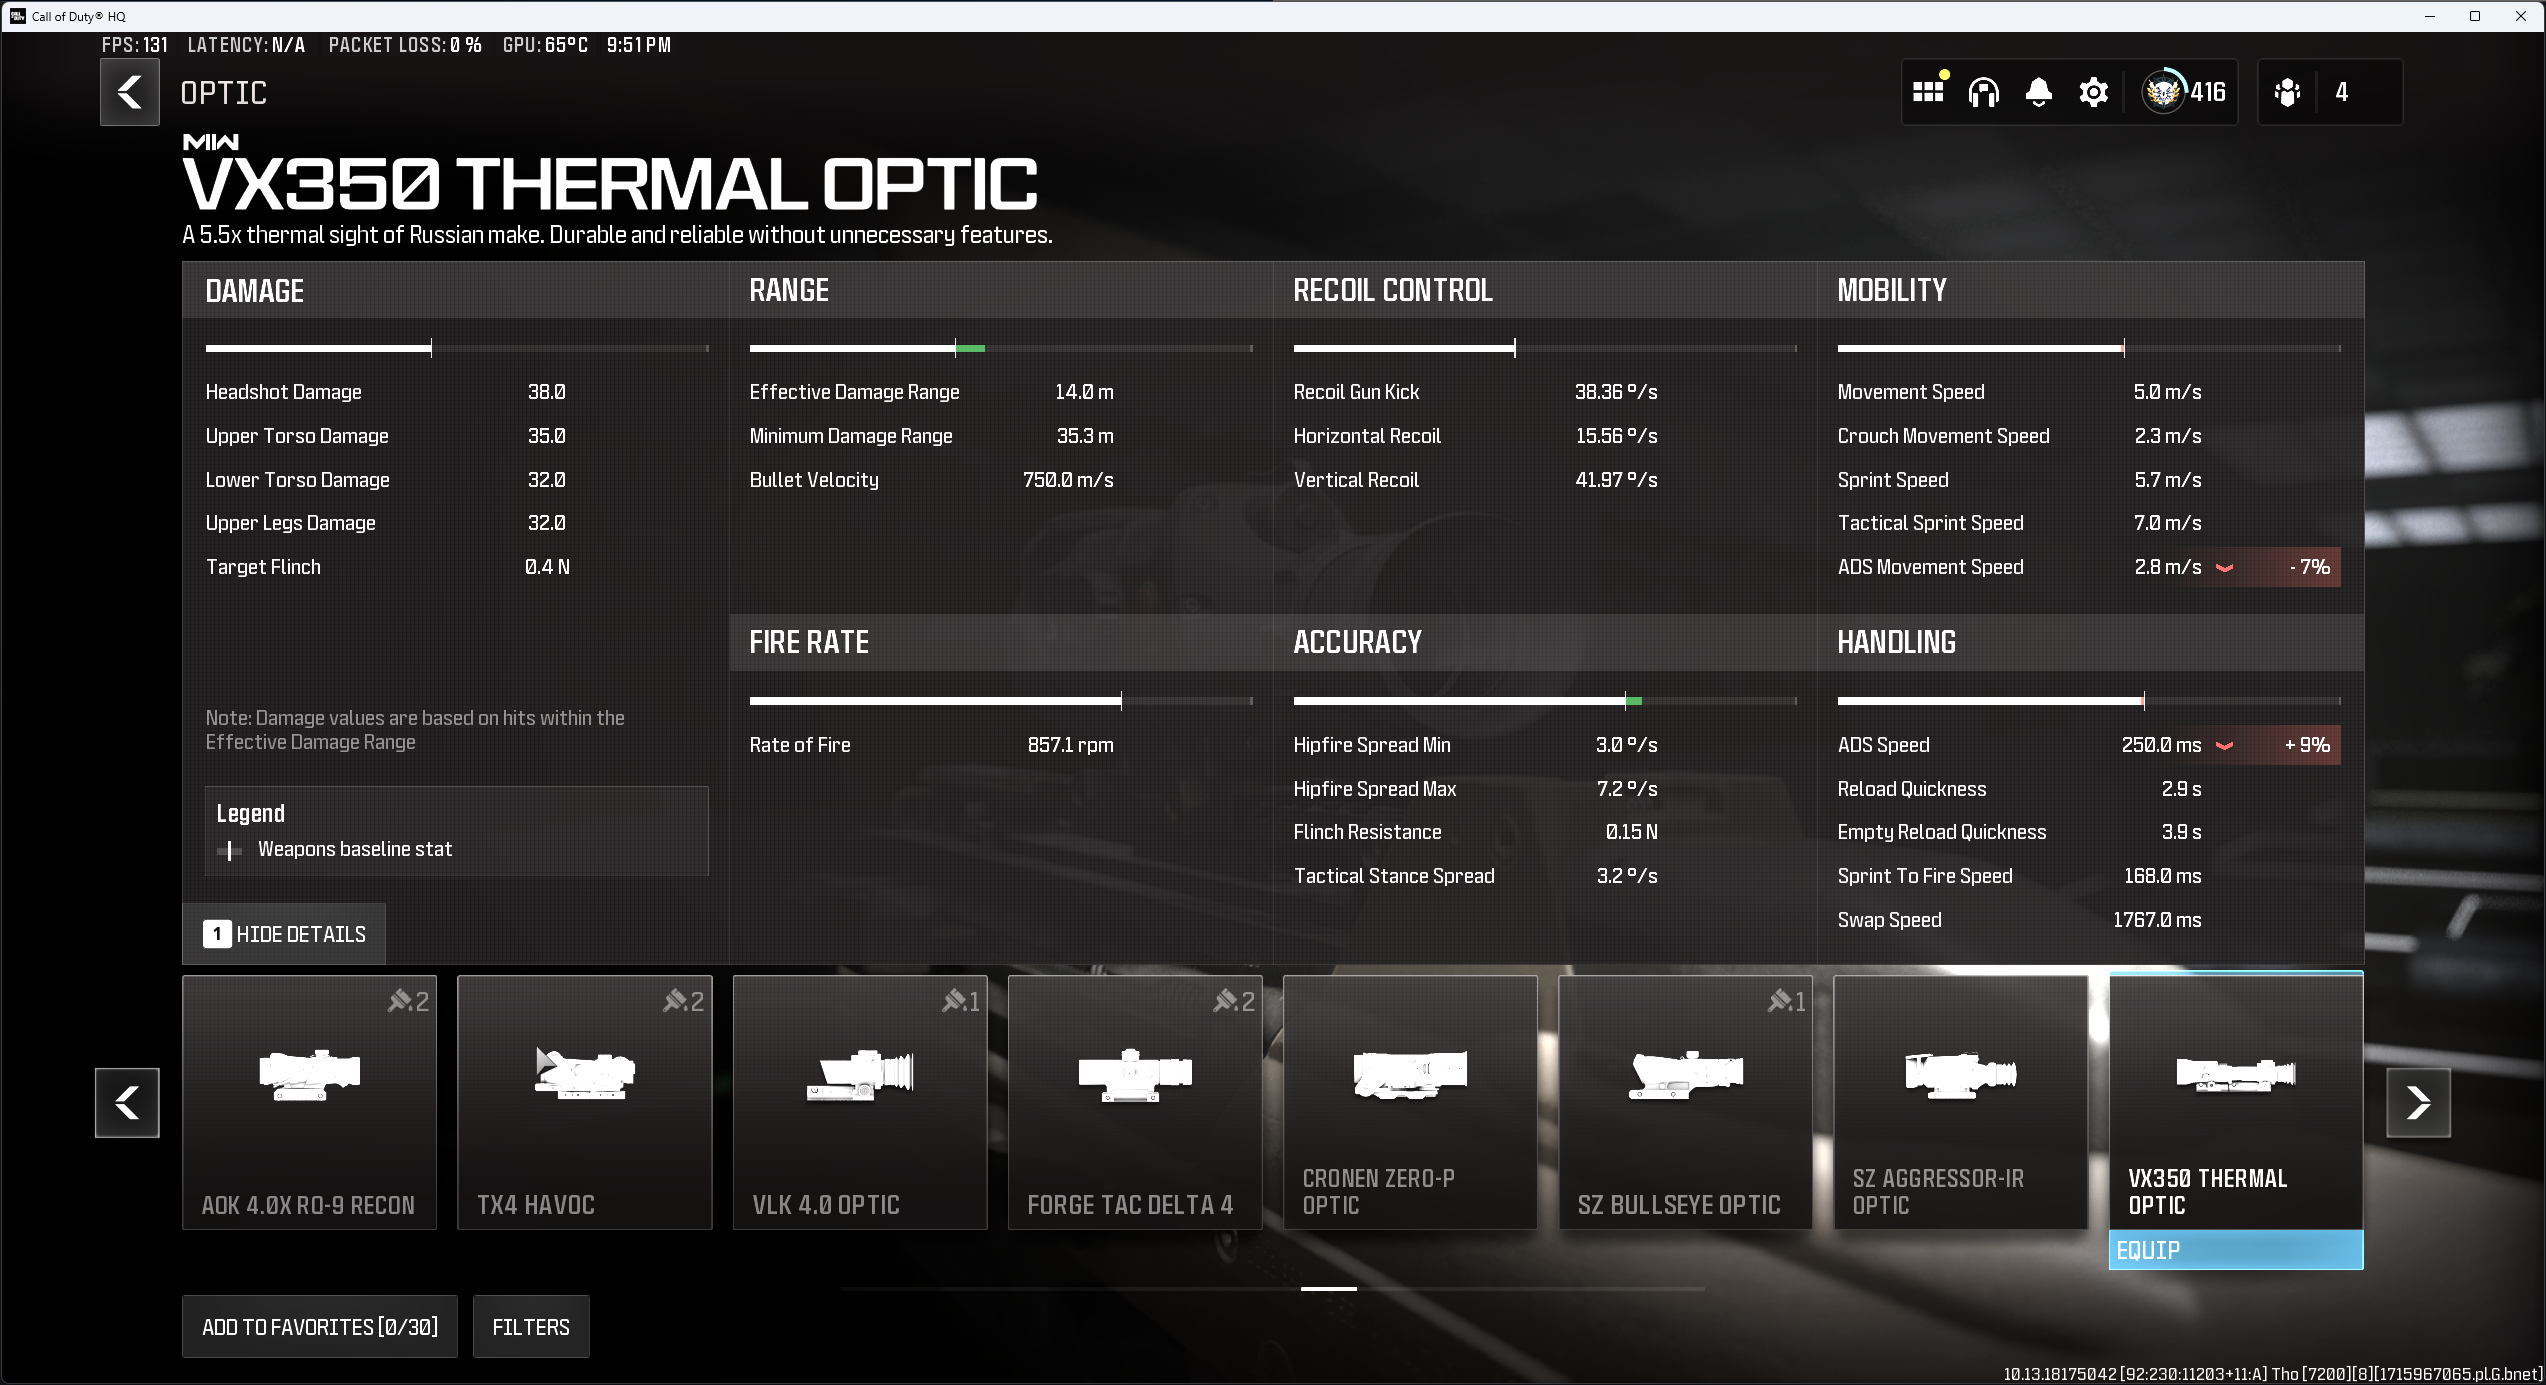 Call of Duty® HQ
FPS: 131 LATENCY: N/A PACKET LOSS: 0 % GPU: 65ºC 9:51 PM
OPTIC
416
4
MW
VX350 THERMAL OPTIC
A 5.5x thermal sight of Russian make. Durable and reliable without unnecessary features.
DAMAGE
Headshot Damage 38.0
Upper Torso Damage 35.0
Lower Torso Damage 32.0
Upper Legs Damage 32.0
Target Flinch 0.4 N
Note: Damage values are based on hits within the
Effective Damage Range
Legend
Weapons baseline stat
1 HIDE DETAILS
RANGE
Effective Damage Range 14.0 m
Minimum Damage Range 35.3 m
Bullet Velocity 750.0 m/s
FIRE RATE
Rate of Fire 857.1 rpm
RECOIL CONTROL
Recoil Gun Kick 38.36 º/s
Horizontal Recoil 15.56 º/s
Vertical Recoil 41.97 º/s
ACCURACY
Hipfire Spread Min 3.0 º/s
Hipfire Spread Max 7.2 º/s
Flinch Resistance 0.15 N
Tactical Stance Spread 3.2 º/s
MOBILITY
Movement Speed 5.0 m/s
Crouch Movement Speed 2.3 m/s
Sprint Speed 5.7 m/s
Tactical Sprint Speed 7.0 m/s
ADS Movement Speed 2.8 m/s - 7%
HANDLING
ADS Speed 250.0 ms + 9%
Reload Quickness 2.9 s
Empty Reload Quickness 3.9 s
Sprint To Fire Speed 168.0 ms
Swap Speed 1767.0 ms
2
AOK 4.0X RQ-9 RECON
2
TX4 HAVOC
1
VLK 4.0 OPTIC
2
FORGE TAC DELTA 4
CRONEN ZERO-P
OPTIC
1
SZ BULLSEYE OPTIC
SZ AGGRESSOR-IR
OPTIC
VX350 THERMAL
OPTIC
EQUIP
ADD TO FAVORITES [0/30]
FILTERS
10.13.18175042 [92:230:11203+11:A] Tho [7200][8][1715967065.pl.G.bnet]